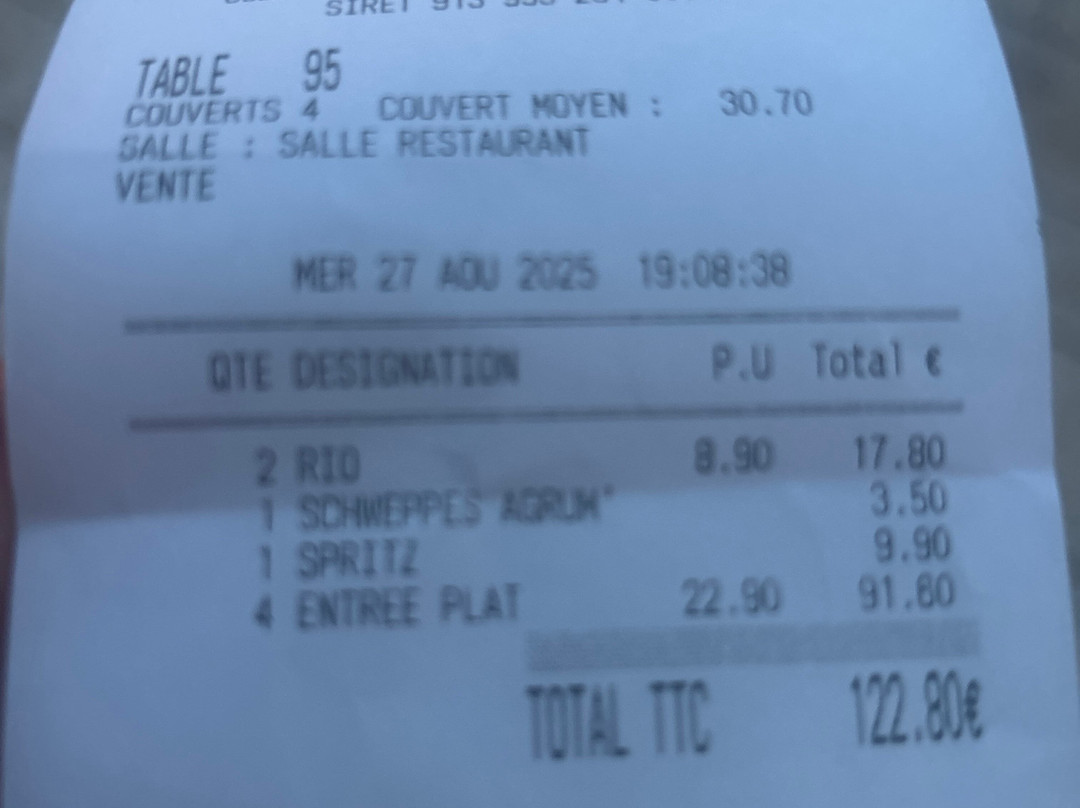 SIRET 913
TABLE 95
COUVERTS 4 COUVERT MOYEN : 30.70
SALLE : SALLE RESTAURANT
VENTE
MER 27 AOU 2025 19:08:38
QTE DESIGNATION P.U Total €
2 RIO 8.90 17.80
1 SCHWEPPES AGRUM* 3.50
1 SPRITZ 9.90
4 ENTREE PLAT 22.90 91.60
TOTAL TTC 122.80€